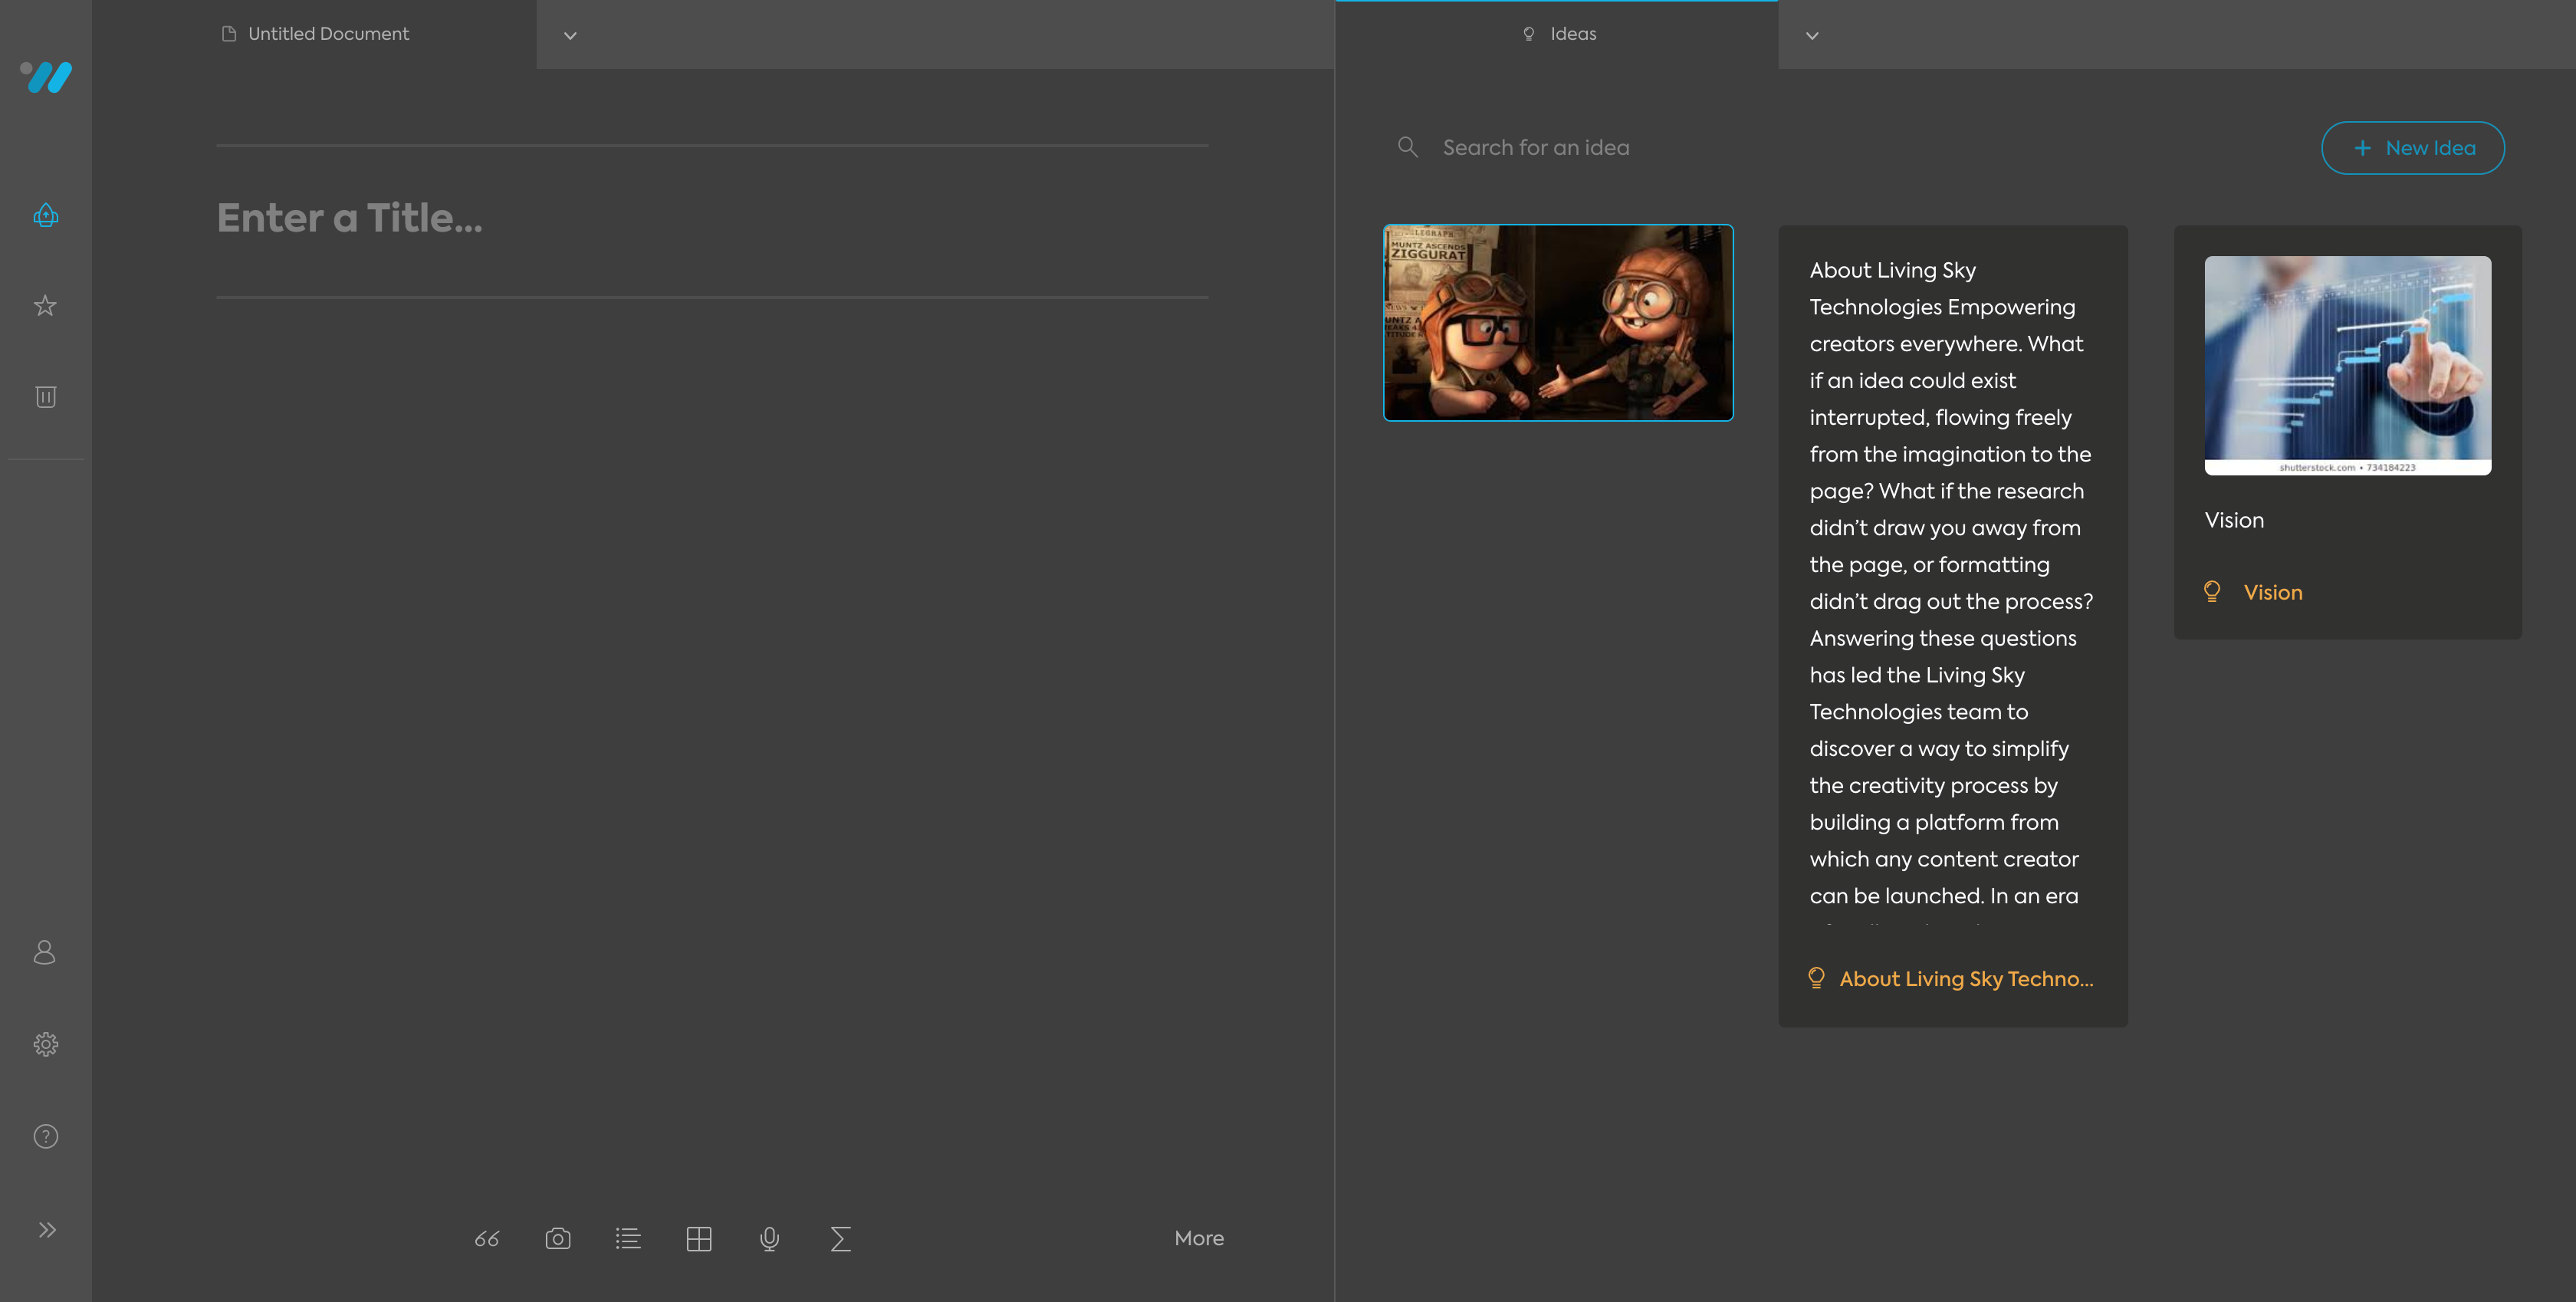 Untitled Document
Enter a Title...
More
Ideas
Search for an idea
+ New Idea
LEGRAPH
MUNTZ ASCENDS
ZIGGURAT
About Living Sky
Technologies Empowering
creators everywhere. What
if an idea could exist
interrupted, flowing freely
from the imagination to the
page? What if the research
didn’t draw you away from
the page, or formatting
didn’t drag out the process?
Answering these questions
has led the Living Sky
Technologies team to
discover a way to simplify
the creativity process by
building a platform from
which any content creator
can be launched. In an era
About Living Sky Techno...
shutterstock.com • 734184223
Vision
Vision